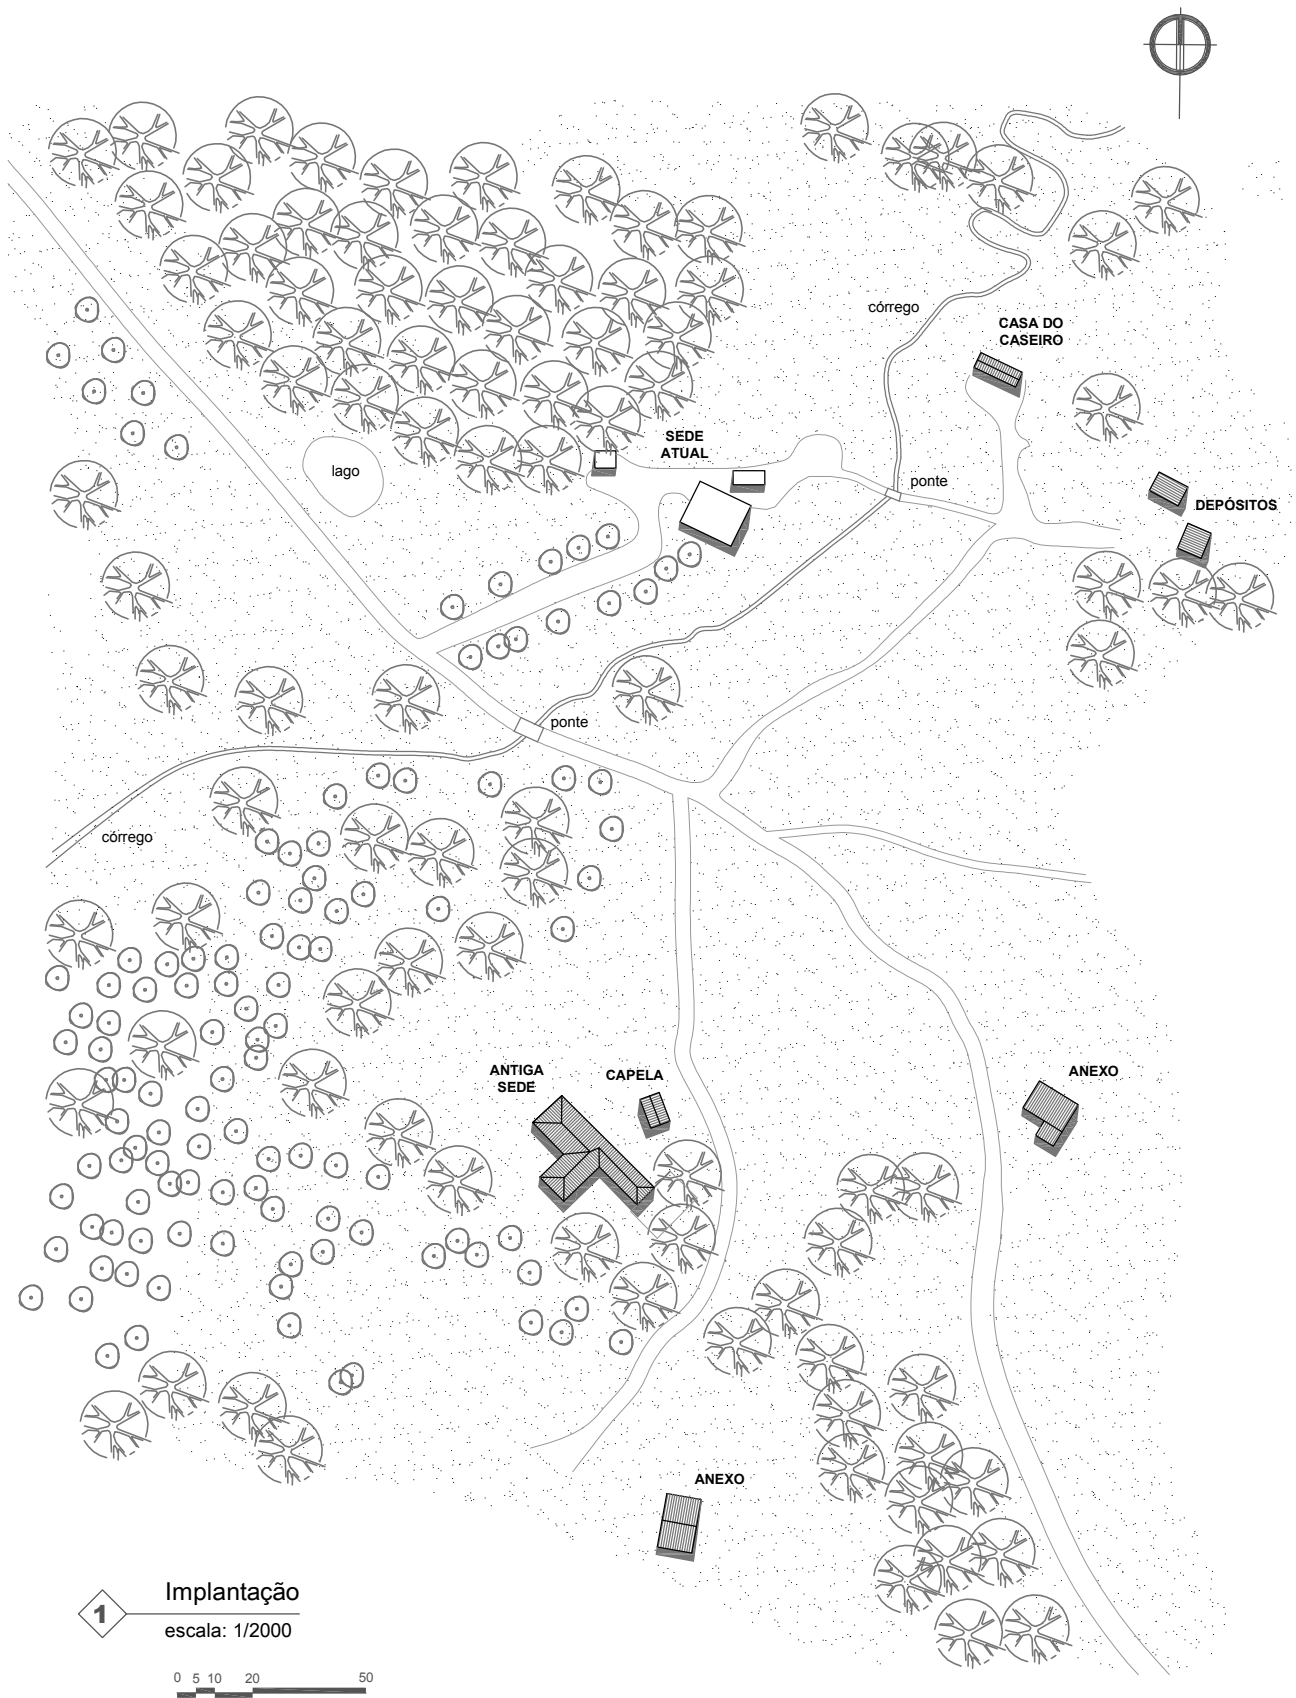 córrego
CASA DO
CASEIRO
SEDE
ATUAL
lago
ponte
DEPÓSITOS
ponte
córrego
ANTIGA
SEDE
CAPELA
ANEXO
ANEXO
1
Implantação
escala: 1/2000
0 5 10 20 50